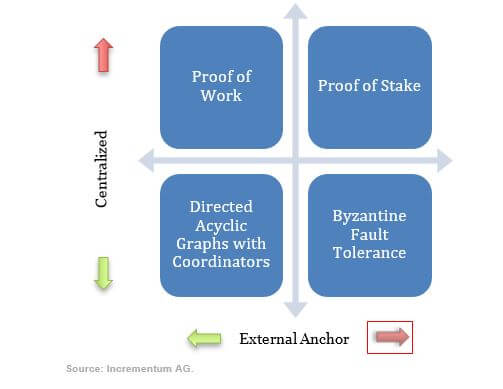 Proof of
Work
Proof of Stake
Centralized
Directed
Acyclic
Graphs with
Coordinators
Byzantine
Fault
Tolerance
External Anchor
Source: Incrementum AG.